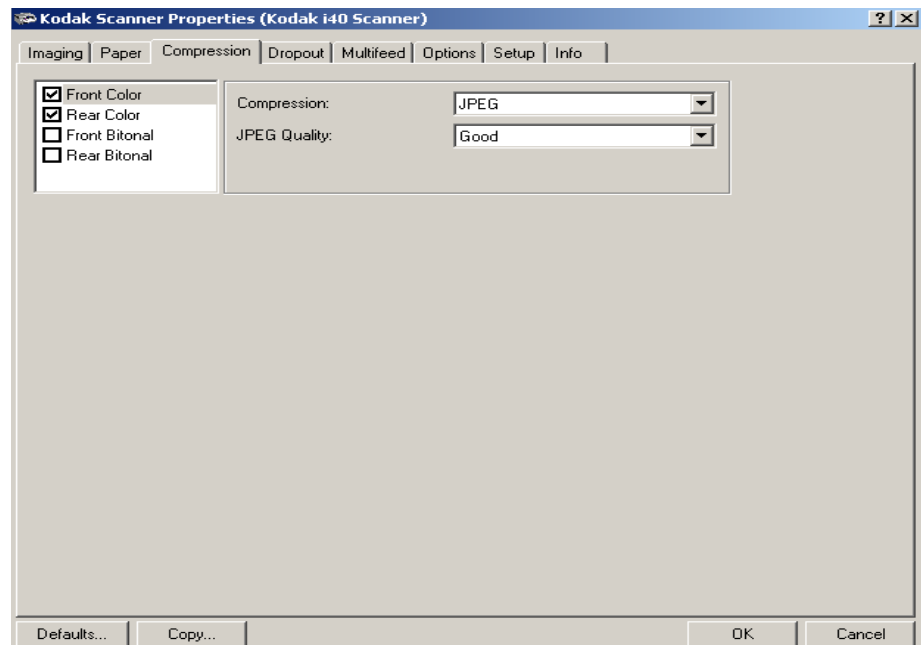 Kodak Scanner Properties (Kodak i40 Scanner)
Imaging Paper Compression Dropout Multifeed Options Setup Info
Front Color
Rear Color
Front Bitonal
Rear Bitonal
Compression: JPEG
JPEG Quality: Good
Defaults... Copy... OK Cancel